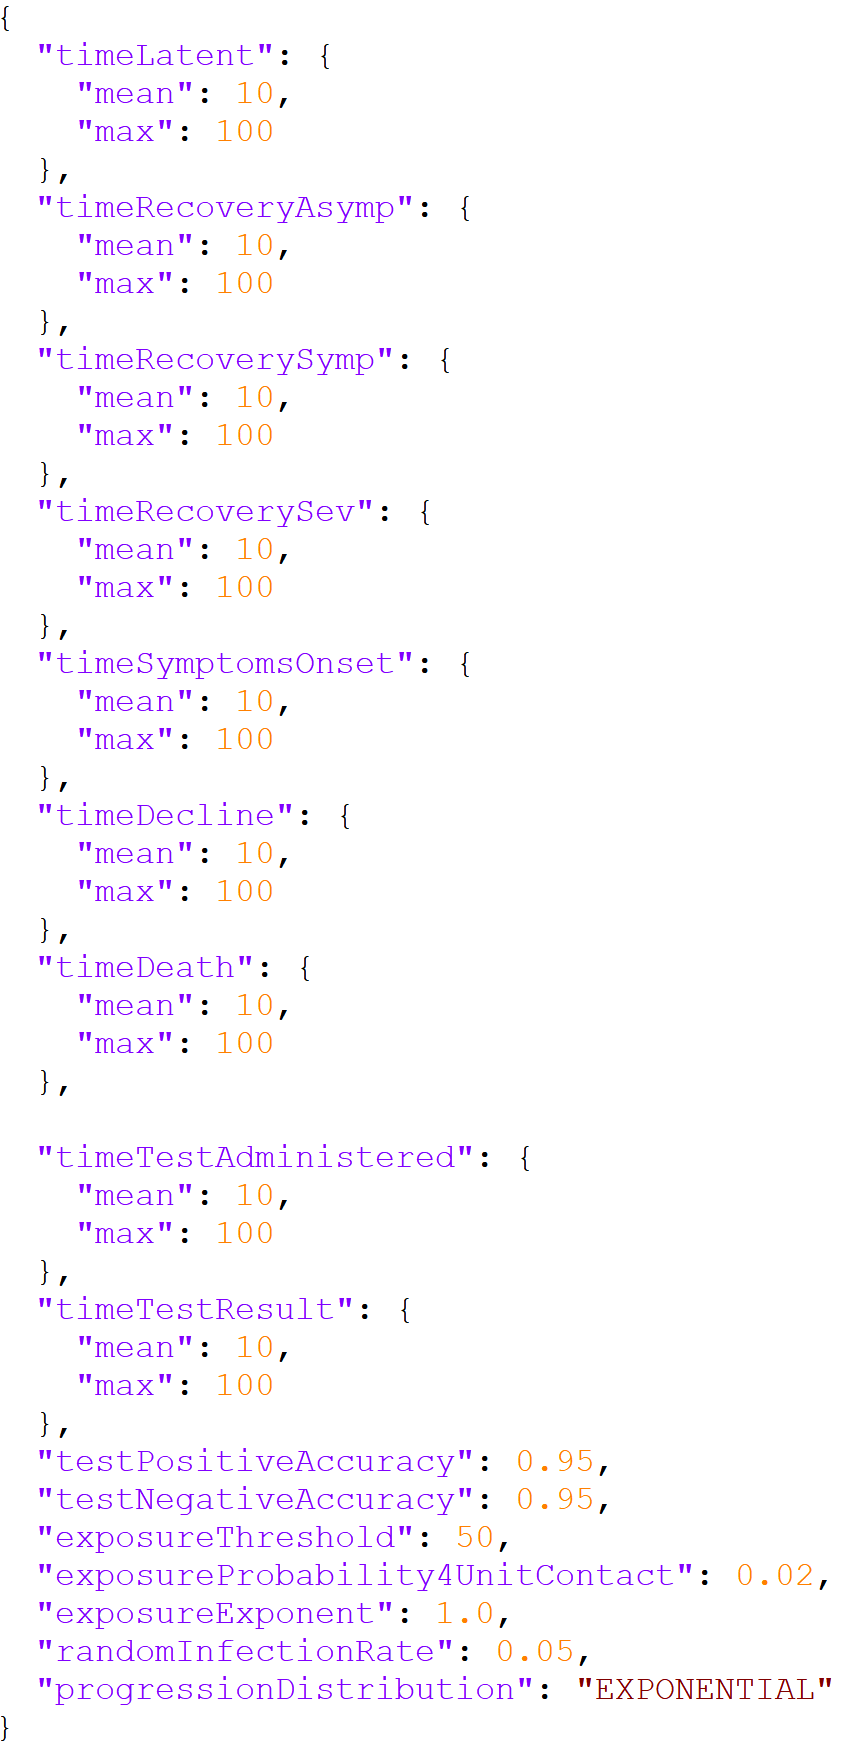 {
  "timeLatent": {
    "mean": 10,
    "max": 100
  },
  "timeRecoveryAsymp": {
    "mean": 10,
    "max": 100
  },
  "timeRecoverySymp": {
    "mean": 10,
    "max": 100
  },
  "timeRecoverySev": {
    "mean": 10,
    "max": 100
  },
  "timeSymptomsOnset": {
    "mean": 10,
    "max": 100
  },
  "timeDecline": {
    "mean": 10,
    "max": 100
  },
  "timeDeath": {
    "mean": 10,
    "max": 100
  },

  "timeTestAdministered": {
    "mean": 10,
    "max": 100
  },
  "timeTestResult": {
    "mean": 10,
    "max": 100
  },
  "testPositiveAccuracy": 0.95,
  "testNegativeAccuracy": 0.95,
  "exposureThreshold": 50,
  "exposureProbability4UnitContact": 0.02,
  "exposureExponent": 1.0,
  "randomInfectionRate": 0.05,
  "progressionDistribution": "EXPONENTIAL"
}